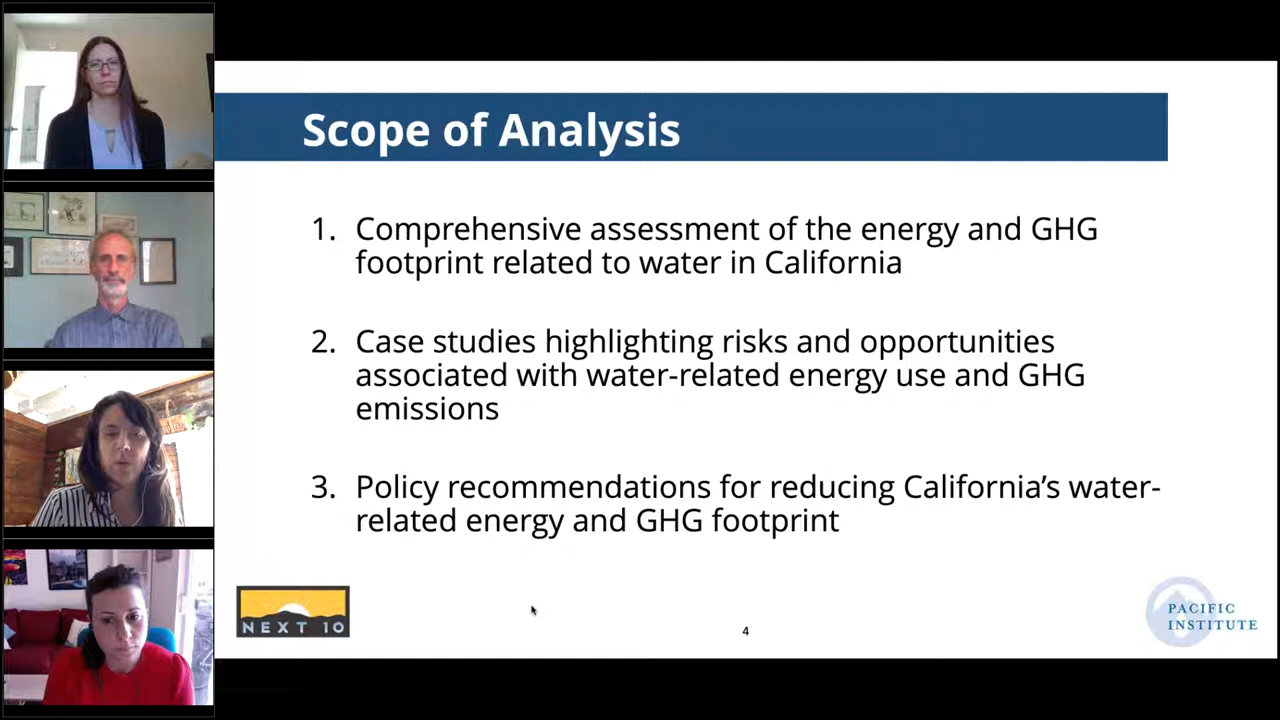 Scope of Analysis
1. Comprehensive assessment of the energy and GHG
footprint related to water in California
2. Case studies highlighting risks and opportunities
associated with water-related energy use and GHG
emissions
3. Policy recommendations for reducing California’s water-
related energy and GHG footprint
NEXT 10
4
PACIFIC
INSTITUTE